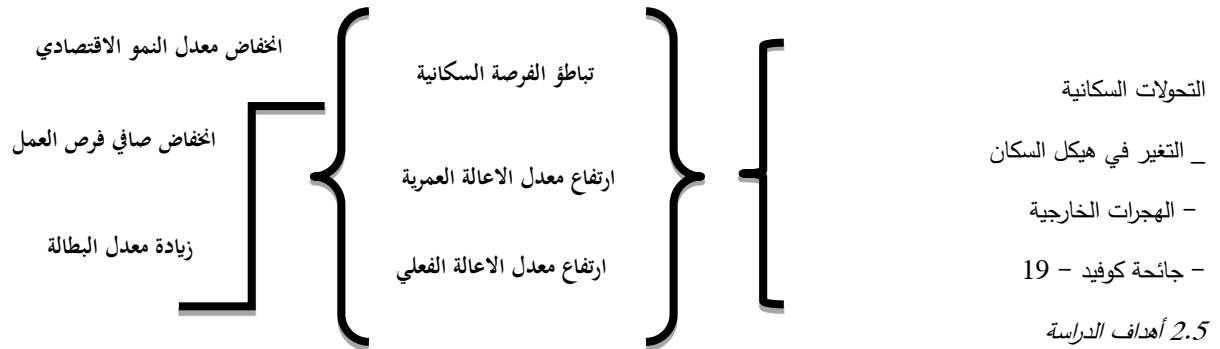 التحولات السكانية
_ التغير في هيكل السكان
- الهجرات الخارجية
- جائحة كوفيد - 19
تباطؤ الفرصة السكانية
ارتفاع معدل الاعالة العمرية
ارتفاع معدل الاعالة الفعلي
انخفاض معدل النمو الاقتصادي
انخفاض صافي فرص العمل
زيادة معدل البطالة
2.5 أهداف الدراسة